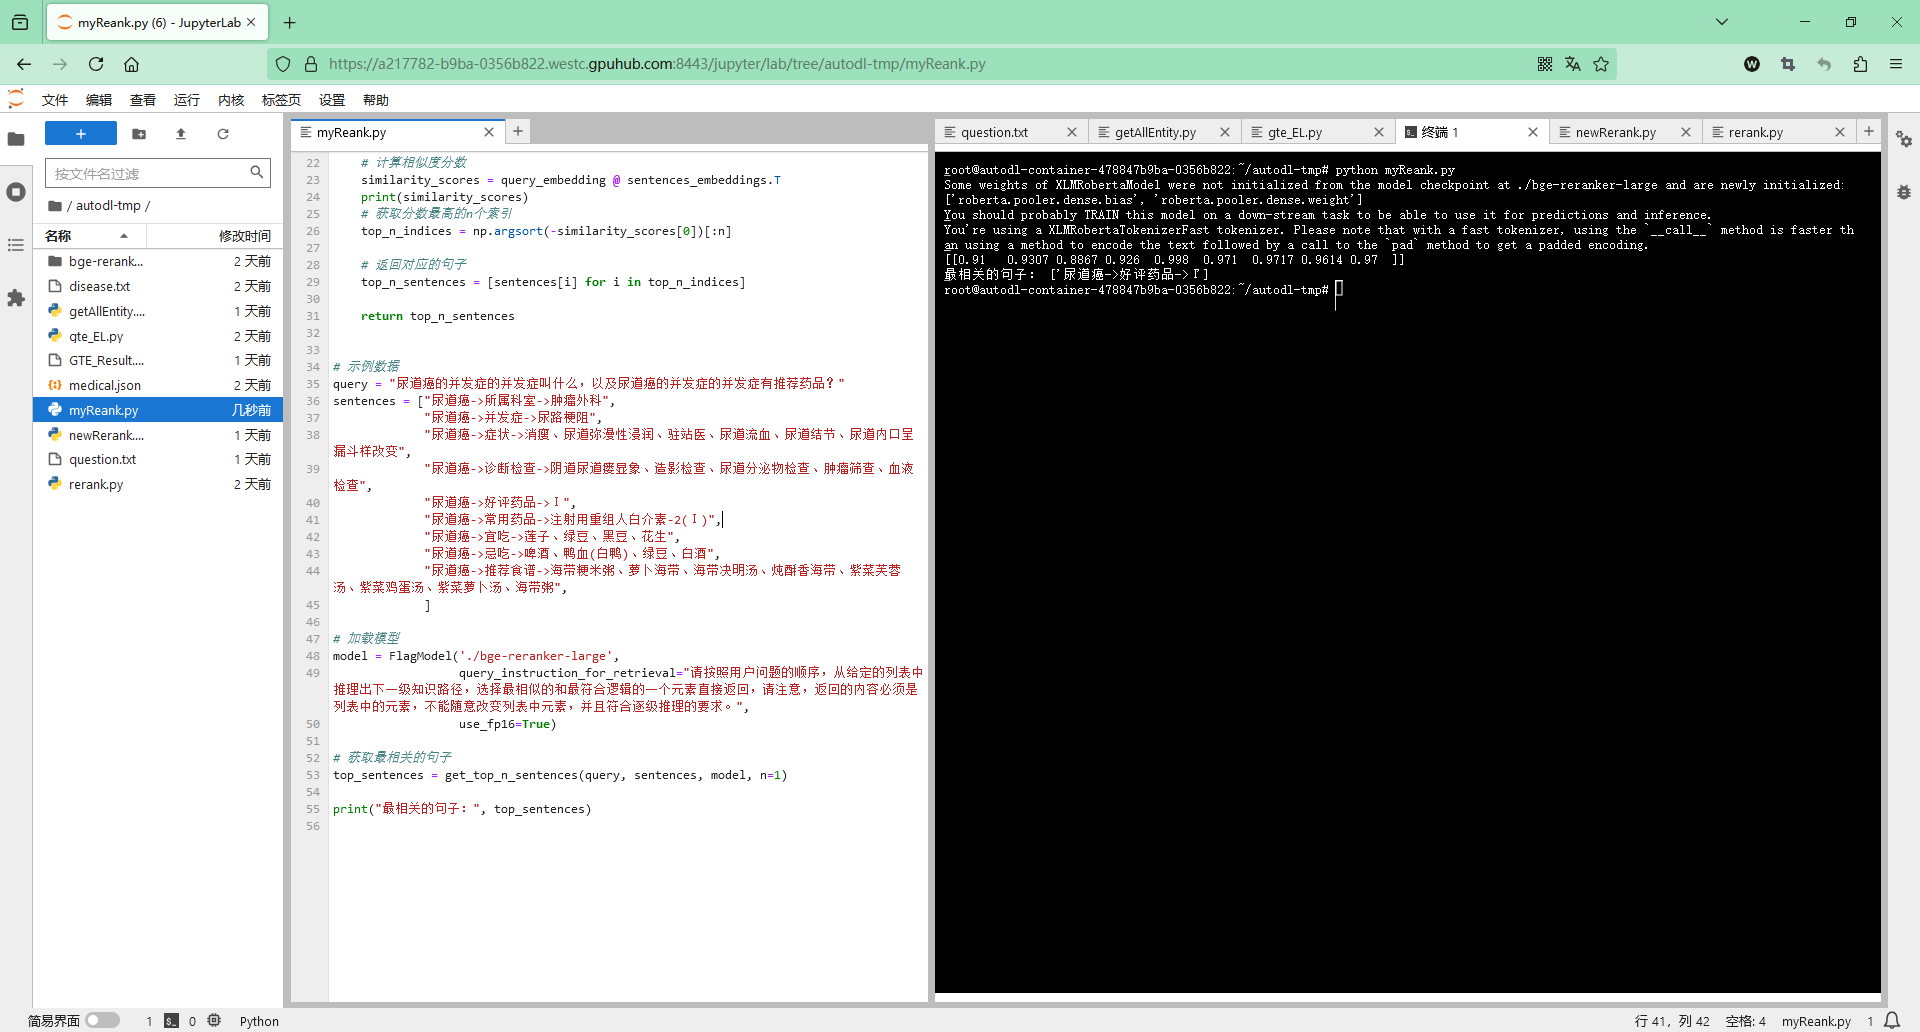 myReank.py (6) - JupyterLab
https://a217782-b9ba-0356b822.westc.gpuhub.com:8443/jupyter/lab/tree/autodl-tmp/myReank.py
文件 编辑 查看 运行 内核 标签页 设置 帮助
按文件名过滤
/ autodl-tmp /
名称 修改时间
bge-rerank... 2 天前
disease.txt 2 天前
getAllEntity.... 1 天前
gte_EL.py 2 天前
GTE_Result.... 1 天前
medical.json 2 天前
myReank.py 几秒前
newRerank.... 1 天前
question.txt 1 天前
rerank.py 2 天前
myReank.py
22 # 计算相似度分数
23 similarity_scores = query_embedding @ sentences_embeddings.T
24 print(similarity_scores)
25 # 获取分数最高的n个索引
26 top_n_indices = np.argsort(-similarity_scores[0])[:n]
27
28 # 返回对应的句子
29 top_n_sentences = [sentences[i] for i in top_n_indices]
30
31 return top_n_sentences
32
33
34 # 示例数据
35 query = "尿道癌的并发症的并发症叫什么，以及尿道癌的并发症的并发症有推荐药品？"
36 sentences = ["尿道癌->所属科室->肿瘤外科",
37 "尿道癌->并发症->尿路梗阻",
38 "尿道癌->症状->消瘦、尿道弥漫性浸润、驻站医、尿道流血、尿道结节、尿道内口呈
漏斗样改变",
39 "尿道癌->诊断检查->阴道尿道瘘显象、造影检查、尿道分泌物检查、肿瘤筛查、血液
检查",
40 "尿道癌->好评药品->Ⅰ",
41 "尿道癌->常用药品->注射用重组人白介素-2(Ⅰ)",
42 "尿道癌->宜吃->莲子、绿豆、黑豆、花生",
43 "尿道癌->忌吃->啤酒、鸭血(白鸭)、绿豆、白酒",
44 "尿道癌->推荐食谱->海带粳米粥、萝卜海带、海带决明汤、炖酥香海带、紫菜芙蓉
汤、紫菜鸡蛋汤、紫菜萝卜汤、海带粥",
45 ]
46
47 # 加载模型
48 model = FlagModel('./bge-reranker-large',
49 query_instruction_for_retrieval="请按照用户问题的顺序，从给定的列表中
推理出下一级知识路径，选择最相似的和最符合逻辑的一个元素直接返回，请注意，返回的内容必须是
列表中的元素，不能随意改变列表中元素，并且符合逐级推理的要求。",
50 use_fp16=True)
51
52 # 获取最相关的句子
53 top_sentences = get_top_n_sentences(query, sentences, model, n=1)
54
55 print("最相关的句子：", top_sentences)
56
question.txt getAllEntity.py gte_EL.py 终端 1 newRerank.py rerank.py
root@autodl-container-478847b9ba-0356b822:~/autodl-tmp# python myReank.py
Some weights of XLMRobertaModel were not initialized from the model checkpoint at ./bge-reranker-large and are newly initialized:
['roberta.pooler.dense.bias', 'roberta.pooler.dense.weight']
You should probably TRAIN this model on a down-stream task to be able to use it for predictions and inference.
You're using a XLMRobertaTokenizerFast tokenizer. Please note that with a fast tokenizer, using the `__call__` method is faster th
an using a method to encode the text followed by a call to the `pad` method to get a padded encoding.
[[0.91 0.9307 0.8867 0.926 0.998 0.971 0.9717 0.9614 0.97 ]]
最相关的句子： ['尿道癌->好评药品->Ⅰ']
root@autodl-container-478847b9ba-0356b822:~/autodl-tmp#
简易界面 1 0 Python 行 41，列 42 空格: 4 myReank.py 1